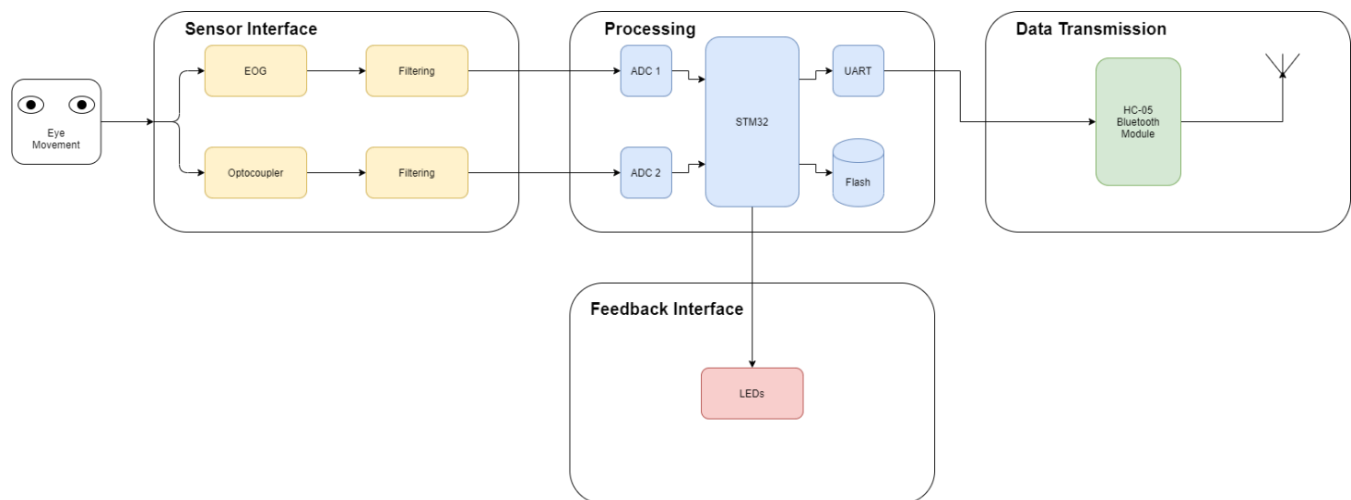 Sensor Interface
Processing
Data Transmission
EOG
Filtering
ADC 1
UART
Eye
Movement
STM32
HC-05
Bluetooth
Module
Optocoupler
Filtering
ADC 2
Flash
Feedback Interface
LEDs